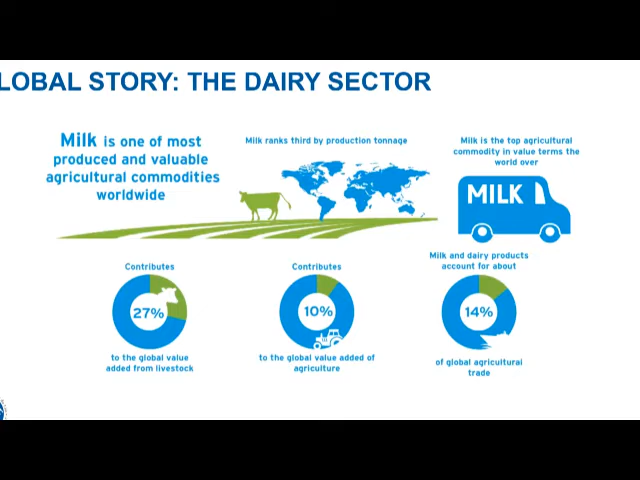 LOBAL STORY: THE DAIRY SECTOR
Milk is one of most
produced and valuable
agricultural commodities
worldwide
Milk ranks third by production tonnage
Milk is the top agricultural
commodity in value terms the
world over
MILK
Contributes
27%
to the global value
added from livestock
Contributes
10%
to the global value added of
agriculture
Milk and dairy products
account for about
14%
of global agricultural
trade